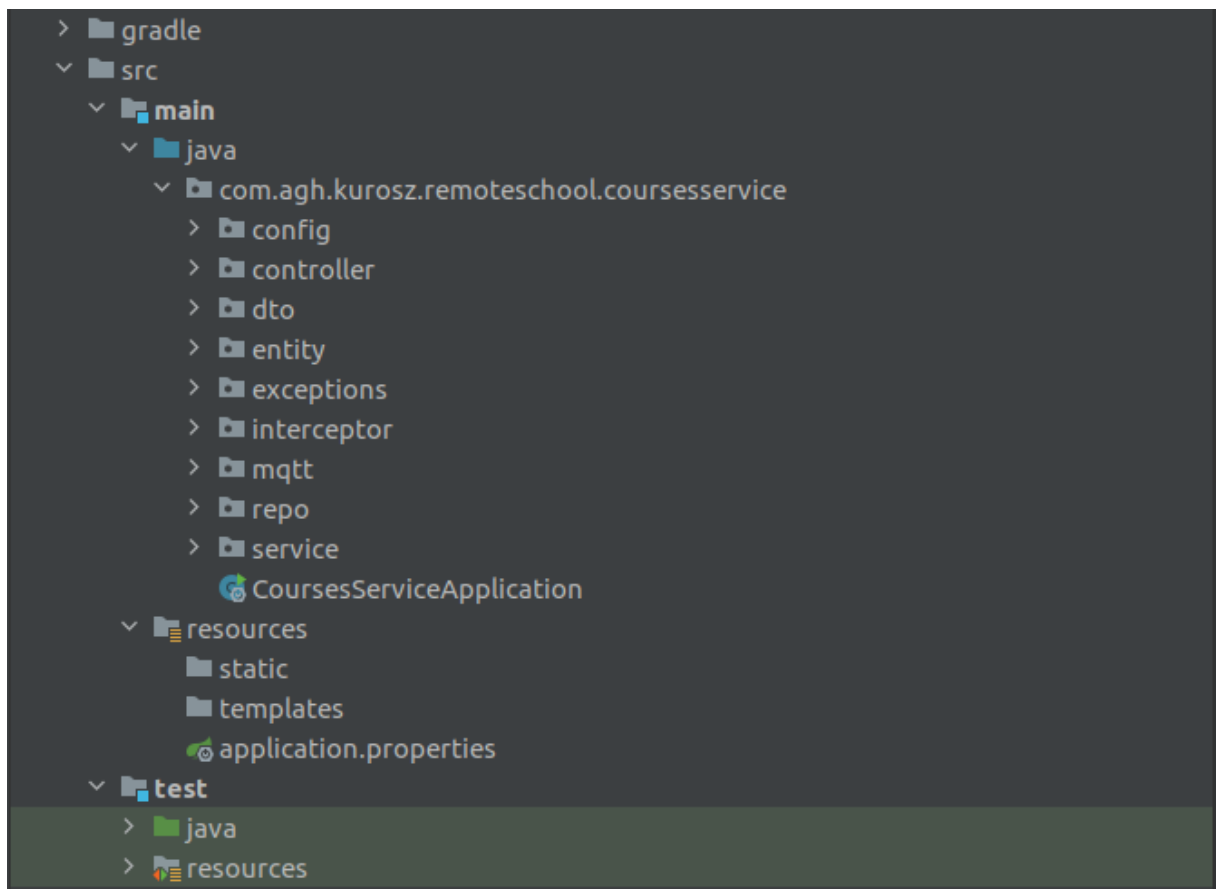 gradle
src
main
java
com.agh.kurosz.remoteschool.coursesservice
config
controller
dto
entity
exceptions
interceptor
mqtt
repo
service
CoursesServiceApplication
resources
static
templates
application.properties
test
java
resources